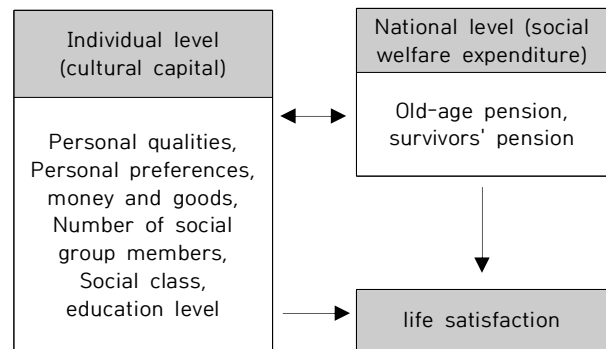 Individual level
(cultural capital)
Personal qualities,
Personal preferences,
money and goods,
Number of social
group members,
Social class,
education level
National level (social
welfare expenditure)
Old-age pension,
survivors' pension
life satisfaction